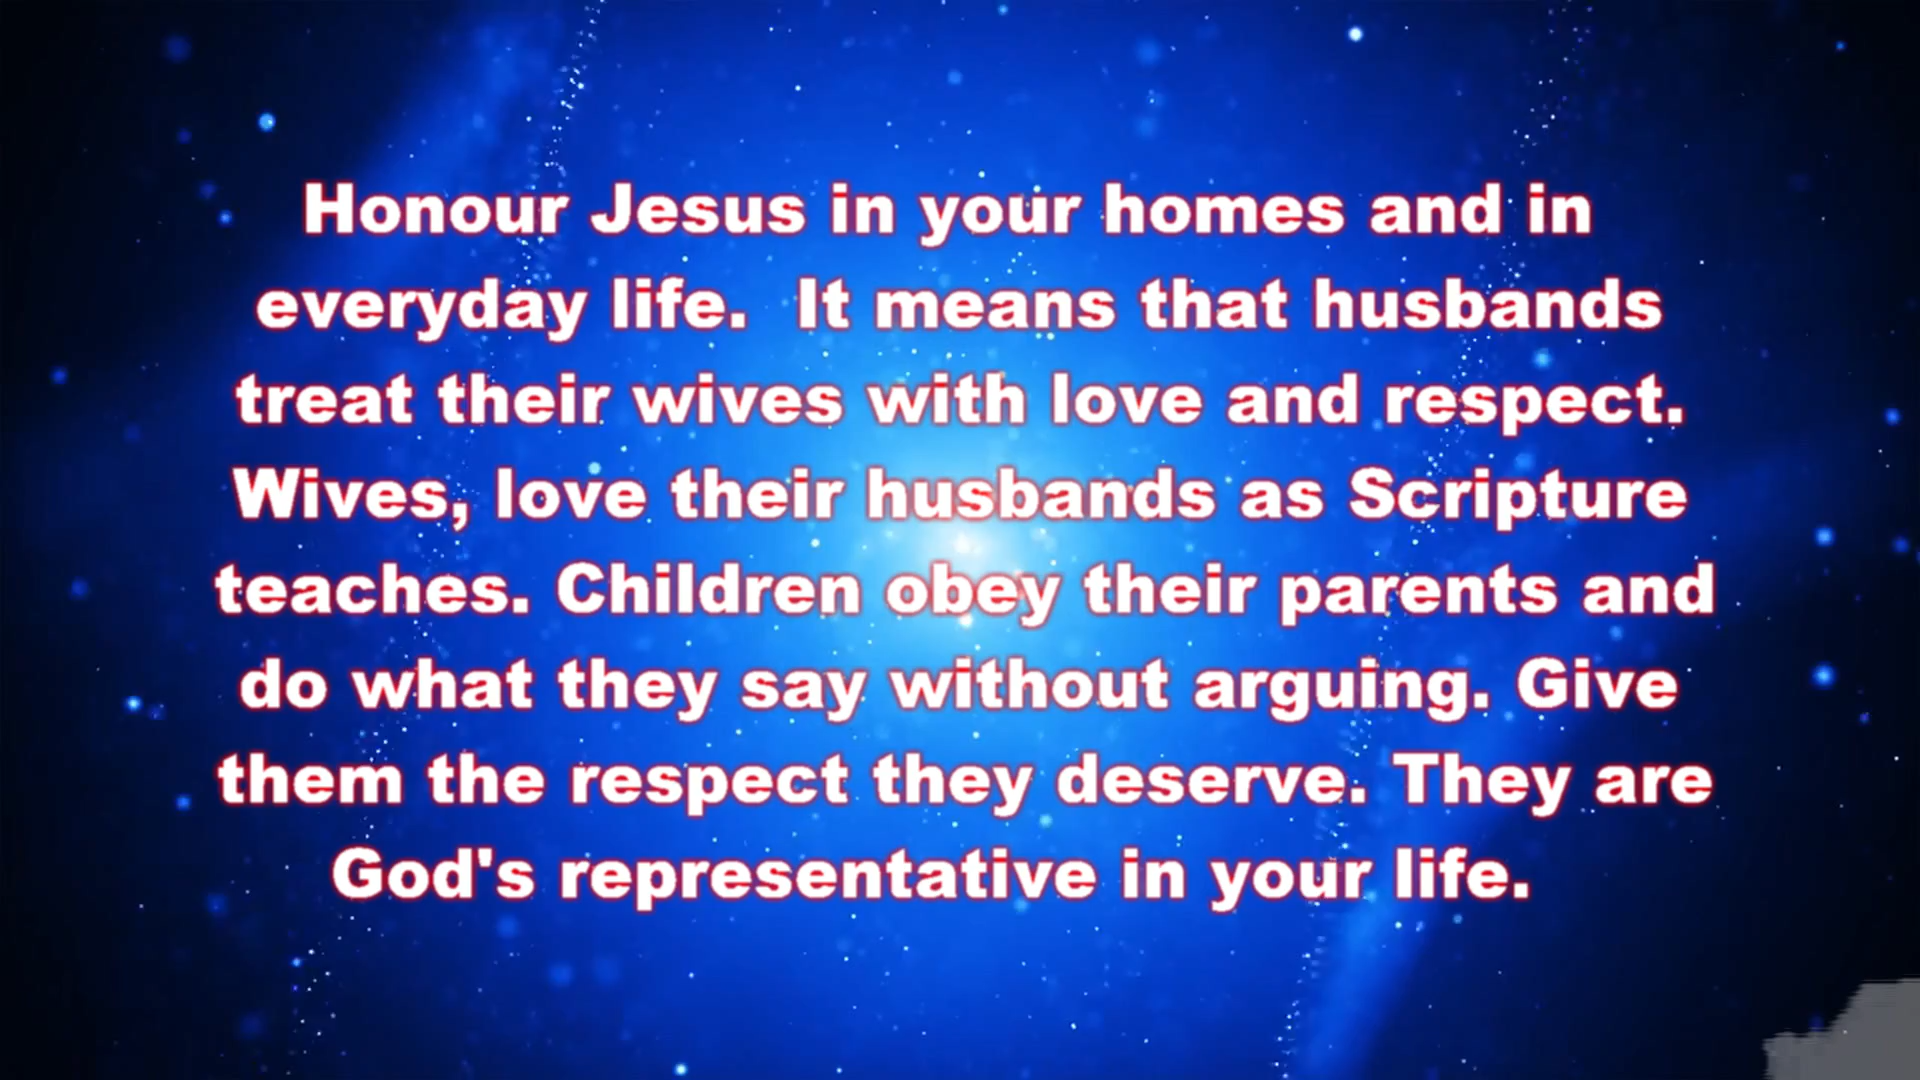 Honour Jesus in your homes and in
everyday life.  It means that husbands
treat their wives with love and respect.
Wives, love their husbands as Scripture
teaches. Children obey their parents and
do what they say without arguing. Give
them the respect they deserve. They are
God's representative in your life.